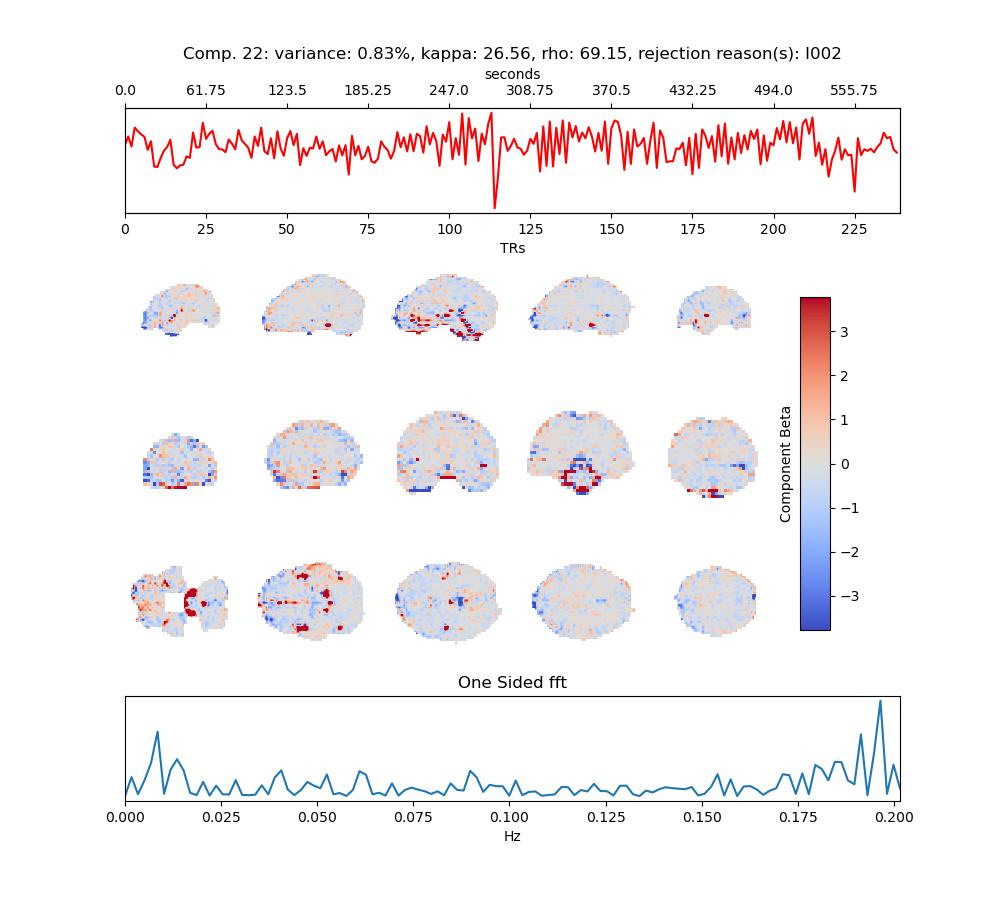 Comp. 22: variance: 0.83%, kappa: 26.56, rho: 69.15, rejection reason(s): I002
seconds
0.0 61.75 123.5 185.25 247.0 308.75 370.5 432.25 494.0 555.75
0 25 50 75 100 125 150 175 200 225
TRs
3
2
1
0
−1
−2
−3
Component Beta
One Sided fft
0.000 0.025 0.050 0.075 0.100 0.125 0.150 0.175 0.200
Hz